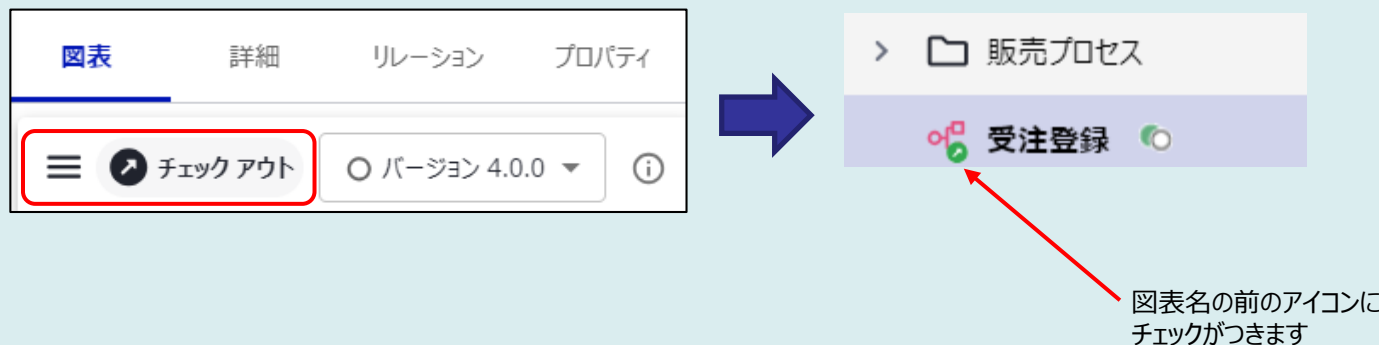 図表 詳細 リレーション プロパティ
チェック アウト バージョン 4.0.0
販売プロセス
受注登録
図表名の前のアイコンに
チェックがつきます